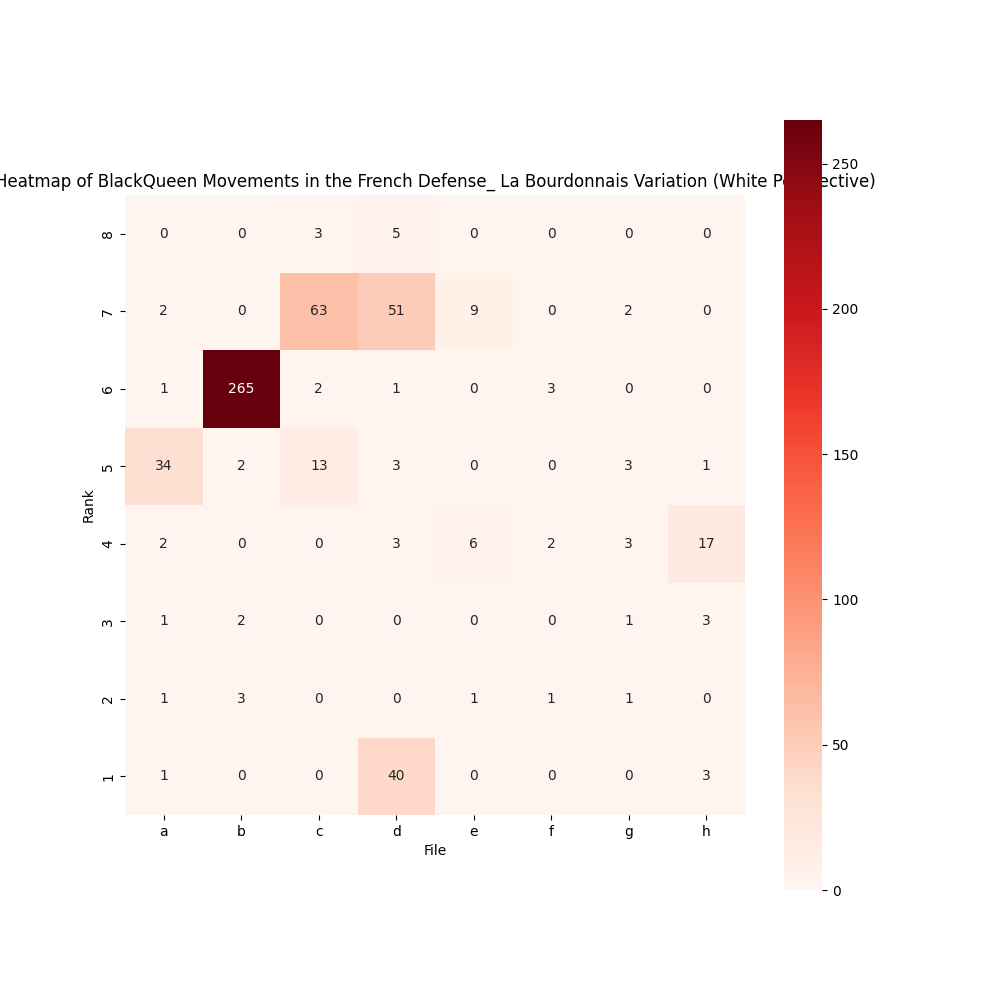 Heatmap of BlackQueen Movements in the French Defense_ La Bourdonnais Variation (White Perspective)
8 0 0 3 5 0 0 0 0
7 2 0 63 51 9 0 2 0
6 1 265 2 1 0 3 0 0
5 34 2 13 3 0 0 3 1
Rank
4 2 0 0 3 6 2 3 17
3 1 2 0 0 0 0 1 3
2 1 3 0 0 1 1 1 0
1 1 0 0 40 0 0 0 3
a b c d e f g h
File
250
200
150
100
50
0